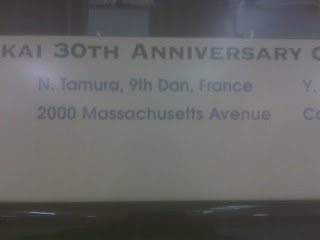 KAI 30TH ANNIVERSARY
N. Tamura, 9th Dan, France Y.
2000 Massachusetts Avenue